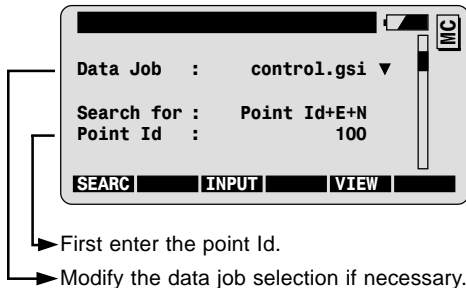 MC
Data Job : control.gsi ▼
Search for : Point Id+E+N
Point Id : 100
SEARC INPUT VIEW
First enter the point Id.
Modify the data job selection if necessary.